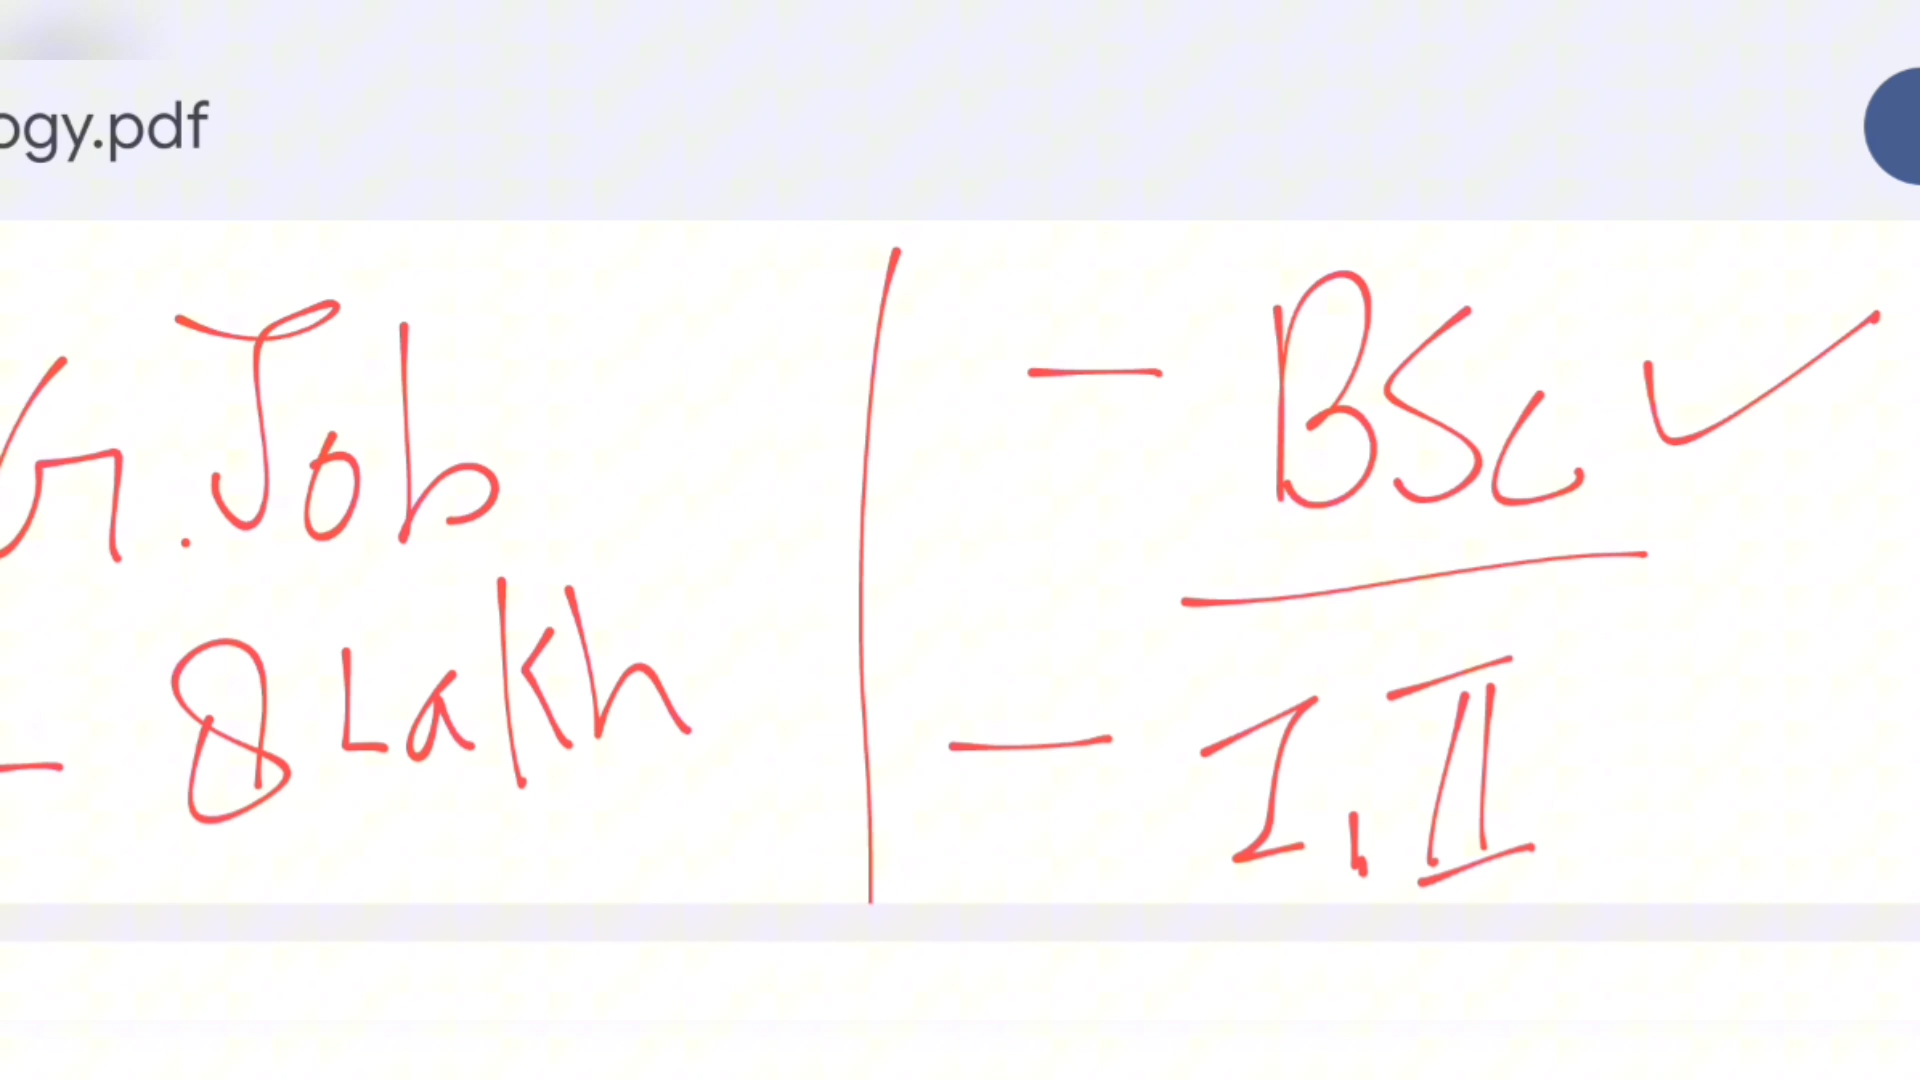 ogy.pdf
G. Job
- 8 Lakh
- BSc ✓
- I, II